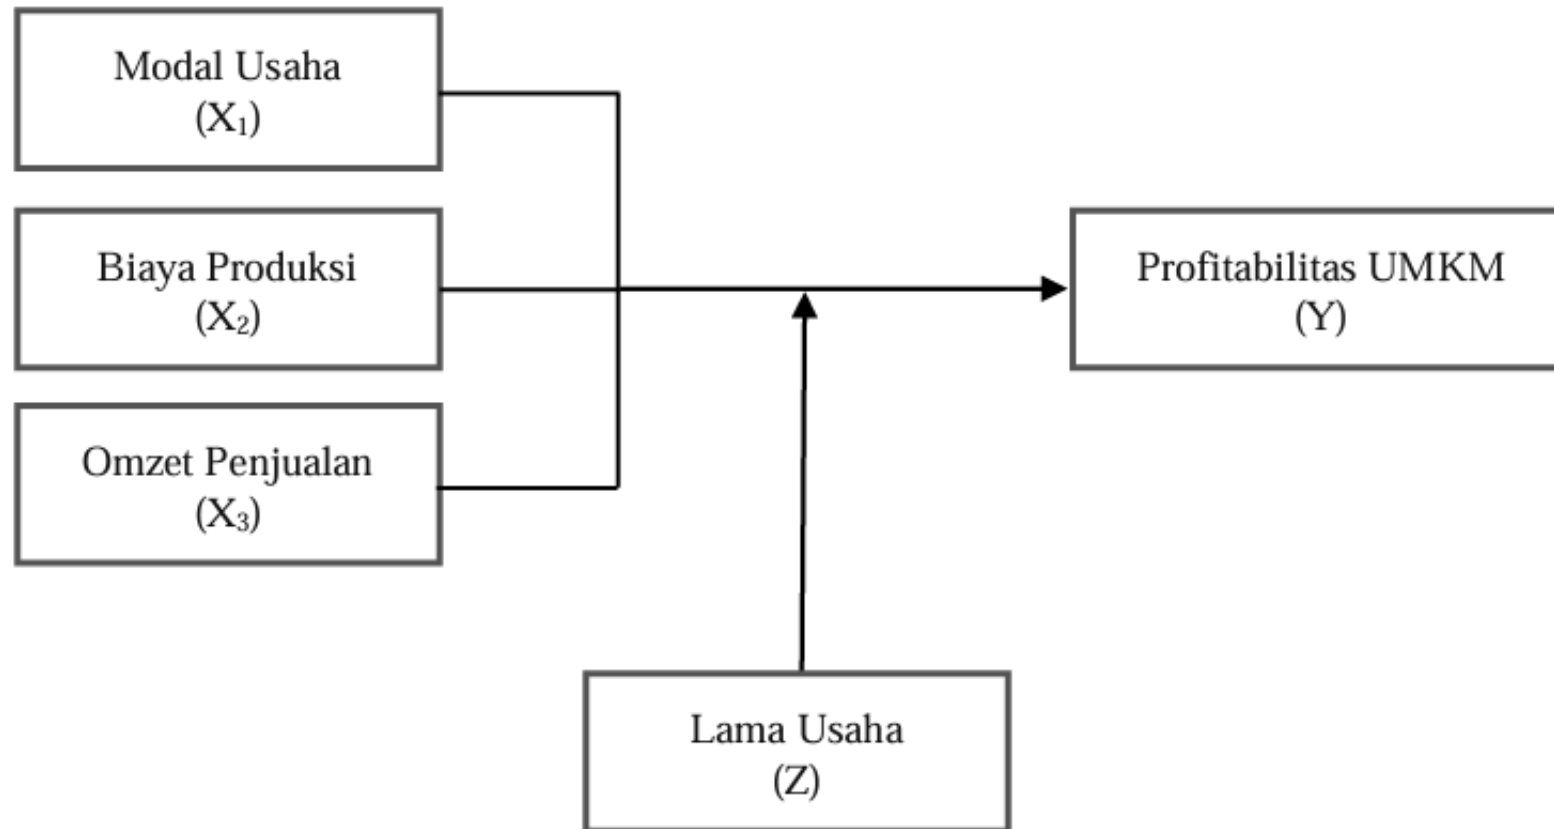 Modal Usaha
(X₁)
Biaya Produksi
(X₂)
Omzet Penjualan
(X₃)
Profitabilitas UMKM
(Y)
Lama Usaha
(Z)